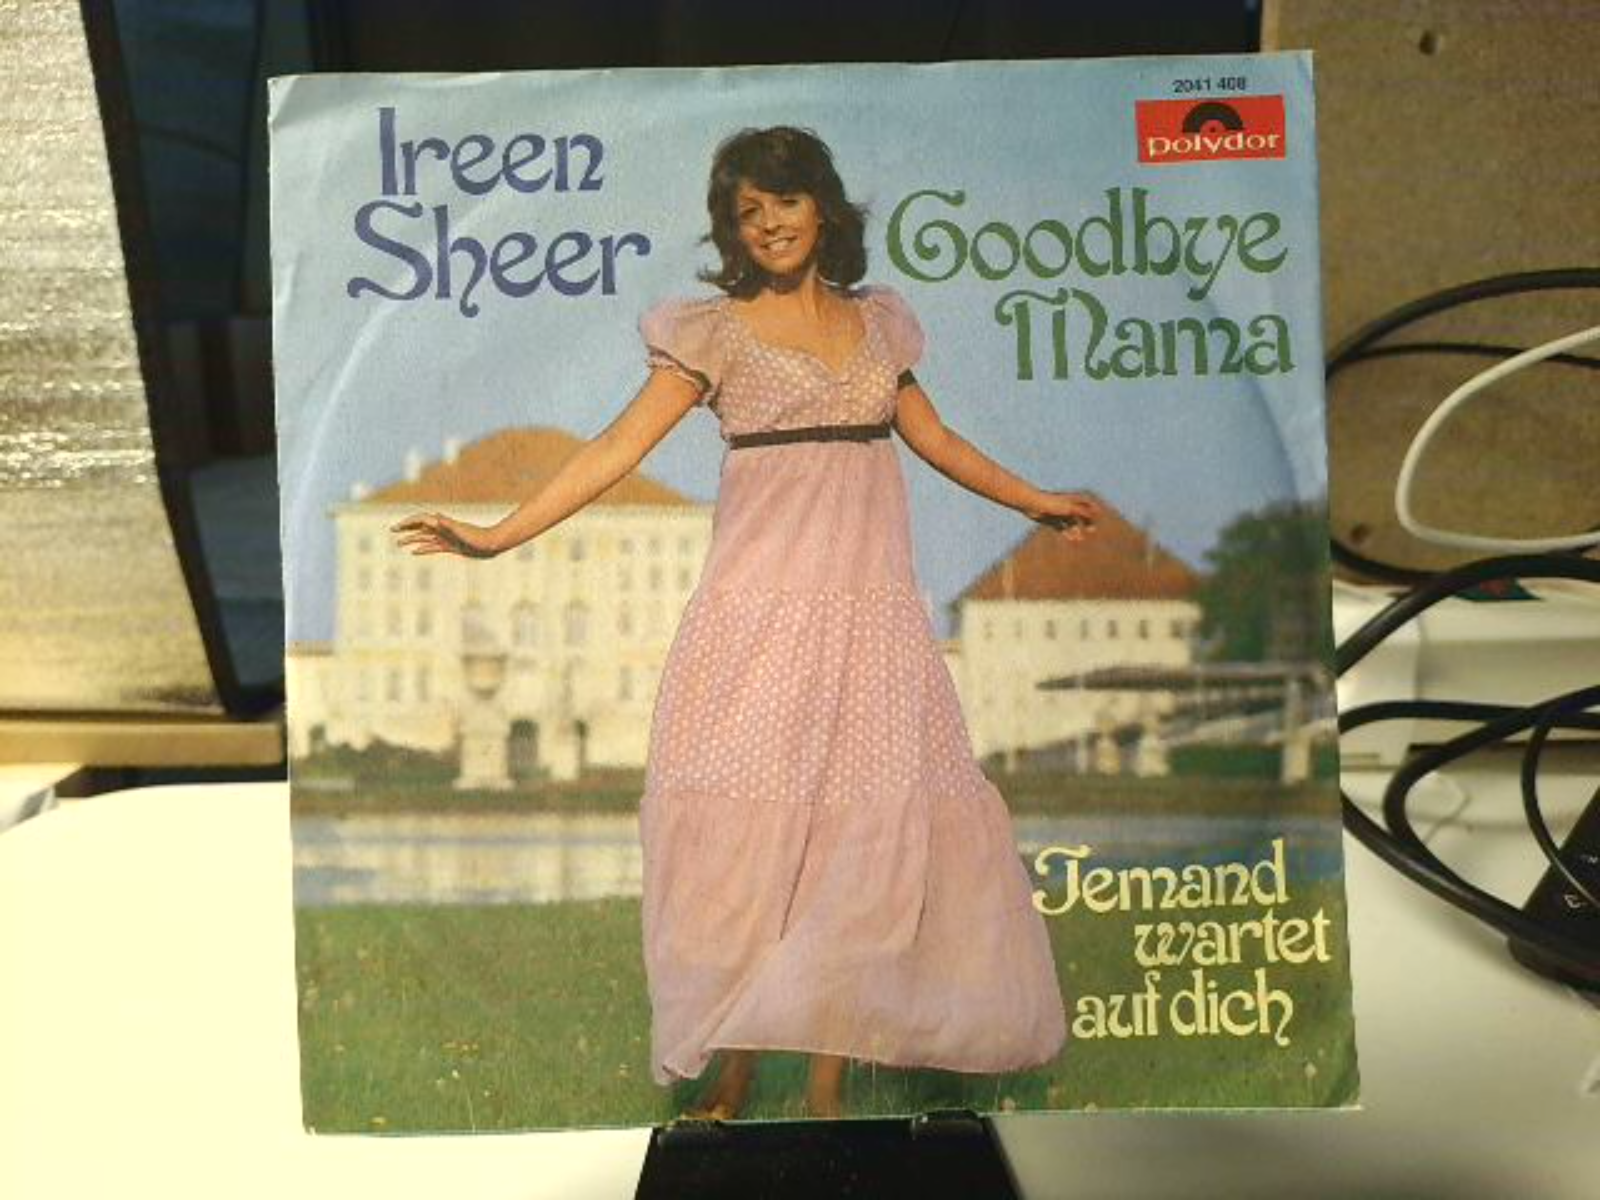 2041 408
polydor
Ireen
Sheer
Goodbye
Mama
Jemand
wartet
auf dich